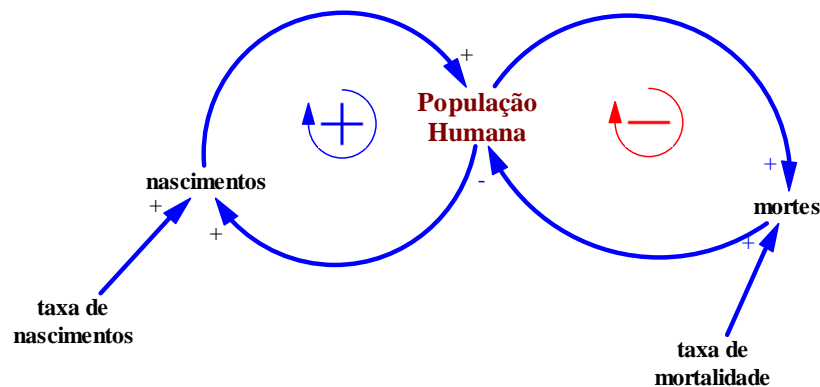 +
População
Humana
+
−
nascimentos
+
+
-
+
mortes
+
taxa de
nascimentos
taxa de
mortalidade